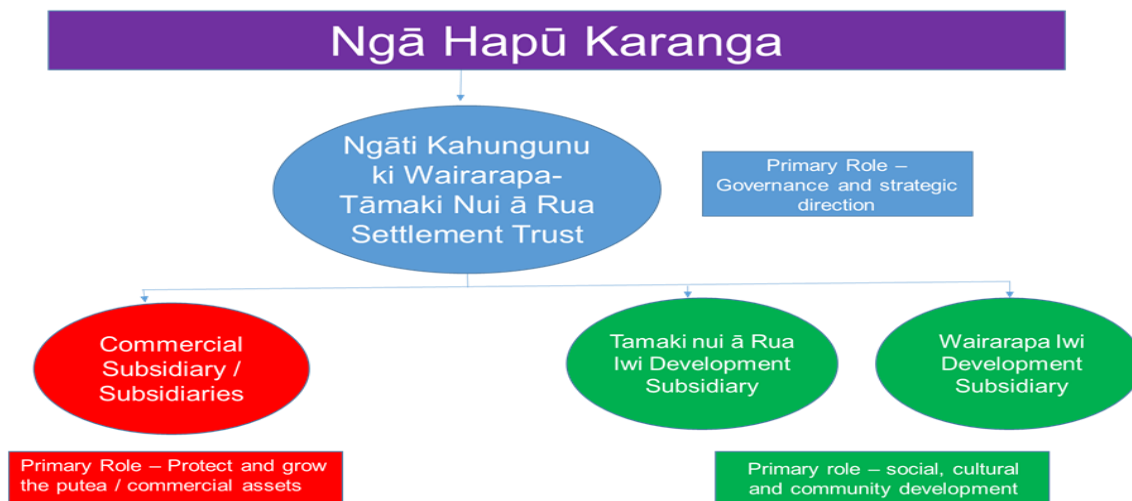 Ngā Hapū Karanga
Ngāti Kahungunu
ki Wairarapa-
Tāmaki Nui ā Rua
Settlement Trust
Primary Role –
Governance and strategic
direction
Commercial
Subsidiary /
Subsidiaries
Tamaki nui ā Rua
Iwi Development
Subsidiary
Wairarapa Iwi
Development
Subsidiary
Primary Role – Protect and grow
the putea / commercial assets
Primary role – social, cultural
and community development